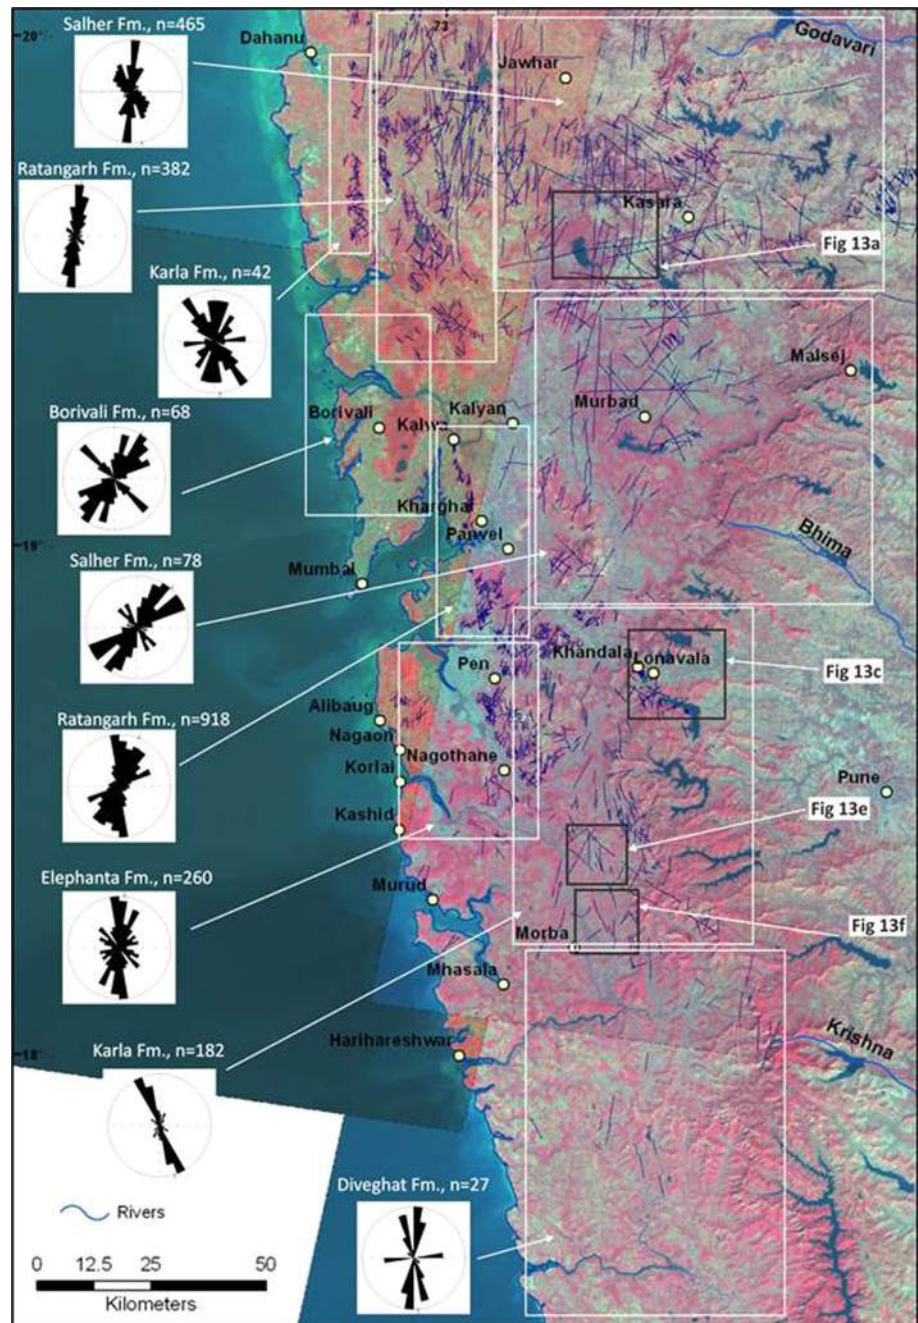 Salher Fm., n=465
20°
Dahanu
73
Godavari
Jawhar
Ratangarh Fm., n=382
Kasara
Fig 13a
Karla Fm., n=42
Malsej
Borivali Fm., n=68
Borivali
Kalyan
Kalwa
Murbad
Kharghar
Panvel
Bhima
19°
Salher Fm., n=78
Mumbai
Khandala
Lonavala
Fig 13c
Pen
Ratangarh Fm., n=918
Alibaug
Nagaon
Nagothane
Korlai
Pune
Kashid
Fig 13e
Elephanta Fm., n=260
Murud
Fig 13f
Morba
Mhasala
Karla Fm., n=182
18°
Harihareshwar
Krishna
Diveghat Fm., n=27
Rivers
0 12.5 25 50
Kilometers